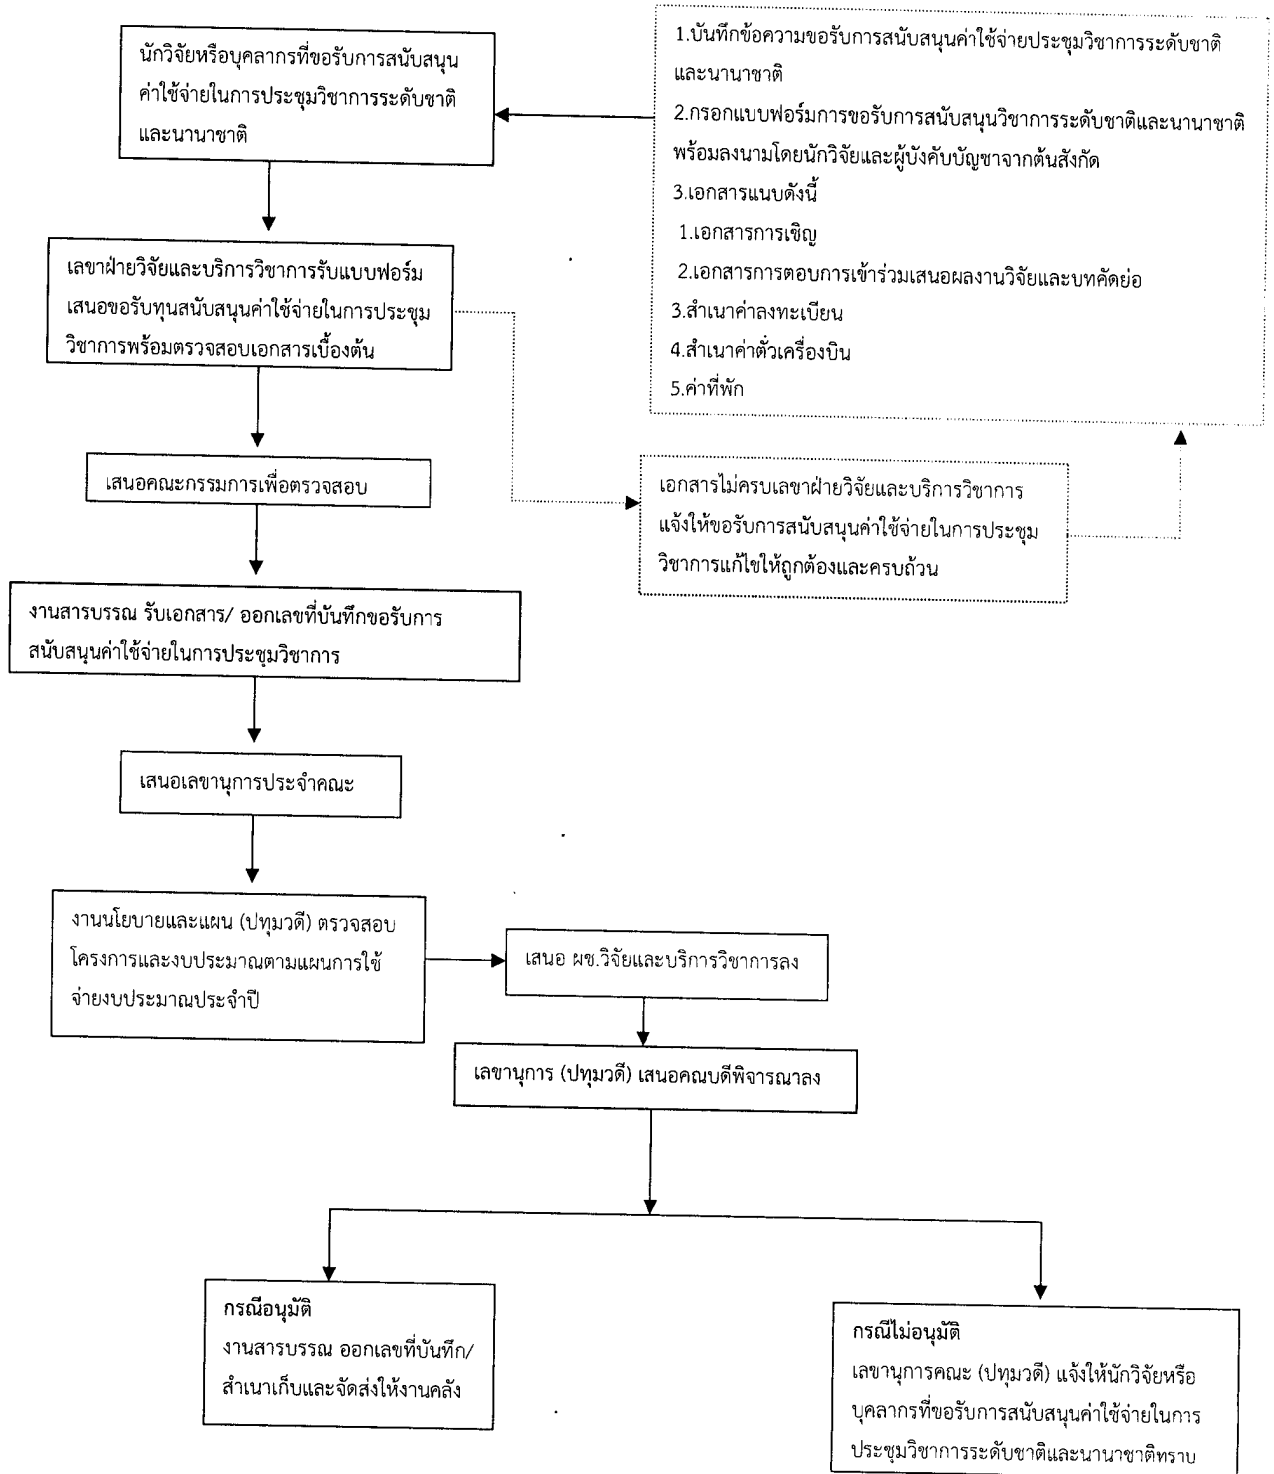 นักวิจัยหรือบุคลากรที่ขอรับการสนับสนุน
ค่าใช้จ่ายในการประชุมวิชาการระดับชาติ
และนานาชาติ
1.บันทึกข้อความขอรับการสนับสนุนค่าใช้จ่ายประชุมวิชาการระดับชาติ
และนานาชาติ
2.กรอกแบบฟอร์มการขอรับการสนับสนุนวิชาการระดับชาติและนานาชาติ
พร้อมลงนามโดยนักวิจัยและผู้บังคับบัญชาจากต้นสังกัด
3.เอกสารแนบดังนี้
1.เอกสารการเชิญ
2.เอกสารการตอบการเข้าร่วมเสนอผลงานวิจัยและบทคัดย่อ
3.สำเนาค่าลงทะเบียน
4.สำเนาค่าตั่วเครื่องบิน
5.ค่าที่พัก
เลขาฝ่ายวิจัยและบริการวิชาการรับแบบฟอร์ม
เสนอขอรับทุนสนับสนุนค่าใช้จ่ายในการประชุม
วิชาการพร้อมตรวจสอบเอกสารเบื้องต้น
เอกสารไม่ครบเลขาฝ่ายวิจัยและบริการวิชาการ
แจ้งให้ขอรับการสนับสนุนค่าใช้จ่ายในการประชุม
วิชาการแก้ไขให้ถูกต้องและครบถ้วน
เสนอคณะกรรมการเพื่อตรวจสอบ
งานสารบรรณ รับเอกสาร/ ออกเลขที่บันทึกขอรับการ
สนับสนุนค่าใช้จ่ายในการประชุมวิชาการ
เสนอเลขานุการประจำคณะ
งานนโยบายและแผน (ปทุมวดี) ตรวจสอบ
โครงการและงบประมาณตามแผนการใช้
จ่ายงบประมาณประจำปี
เสนอ ผช.วิจัยและบริการวิชาการลง
เลขานุการ (ปทุมวดี) เสนอคณบดีพิจารณาลง
กรณีอนุมัติ
งานสารบรรณ ออกเลขที่บันทึก/
สำเนาเก็บและจัดส่งให้งานคลัง
กรณีไม่อนุมัติ
เลขานุการคณะ (ปทุมวดี) แจ้งให้นักวิจัยหรือ
บุคลากรที่ขอรับการสนับสนุนค่าใช้จ่ายในการ
ประชุมวิชาการระดับชาติและนานาชาติทราบ